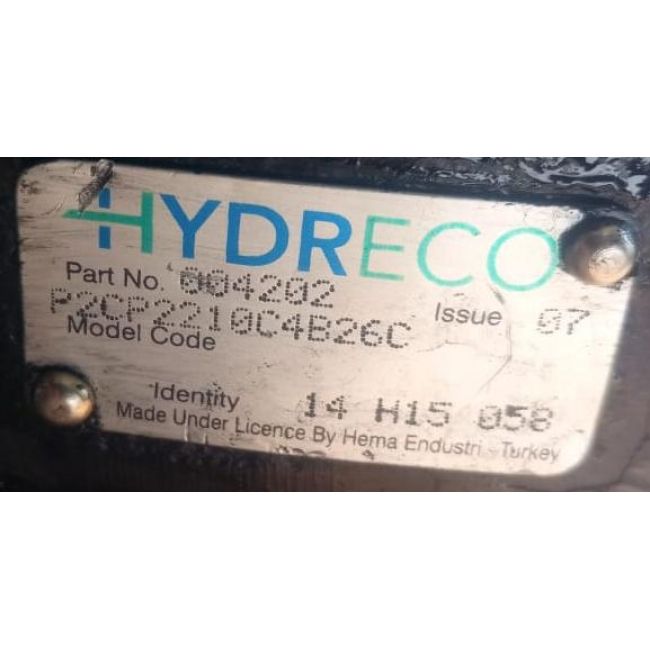 HYDRECO
Part No. 004202
Issue 07
P2CP2210C4B26C
Model Code
Identity 14 H15 058
Made Under Licence By Hema Endustri - Turkey